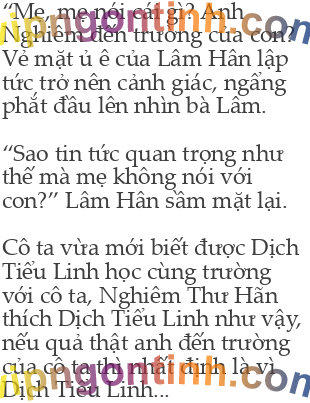 “Mẹ, mẹ nói cái gì? Anh
Nghiêm đến trường của con?”
Vẻ mặt ủ ê của Lâm Hân lập
tức trở nên cảnh giác, ngẩng
phắt đầu lên nhìn bà Lâm.
“Sao tin tức quan trọng như
thế mà mẹ không nói với
con?” Lâm Hân sầm mặt lại.
Cô ta vừa mới biết được Dịch
Tiểu Linh học cùng trường
với cô ta, Nghiêm Thư Hãn
thích Dịch Tiểu Linh như vậy,
nếu quả thật anh đến trường
của cô ta thì nhất định là vì
Dịch Tiểu Linh...